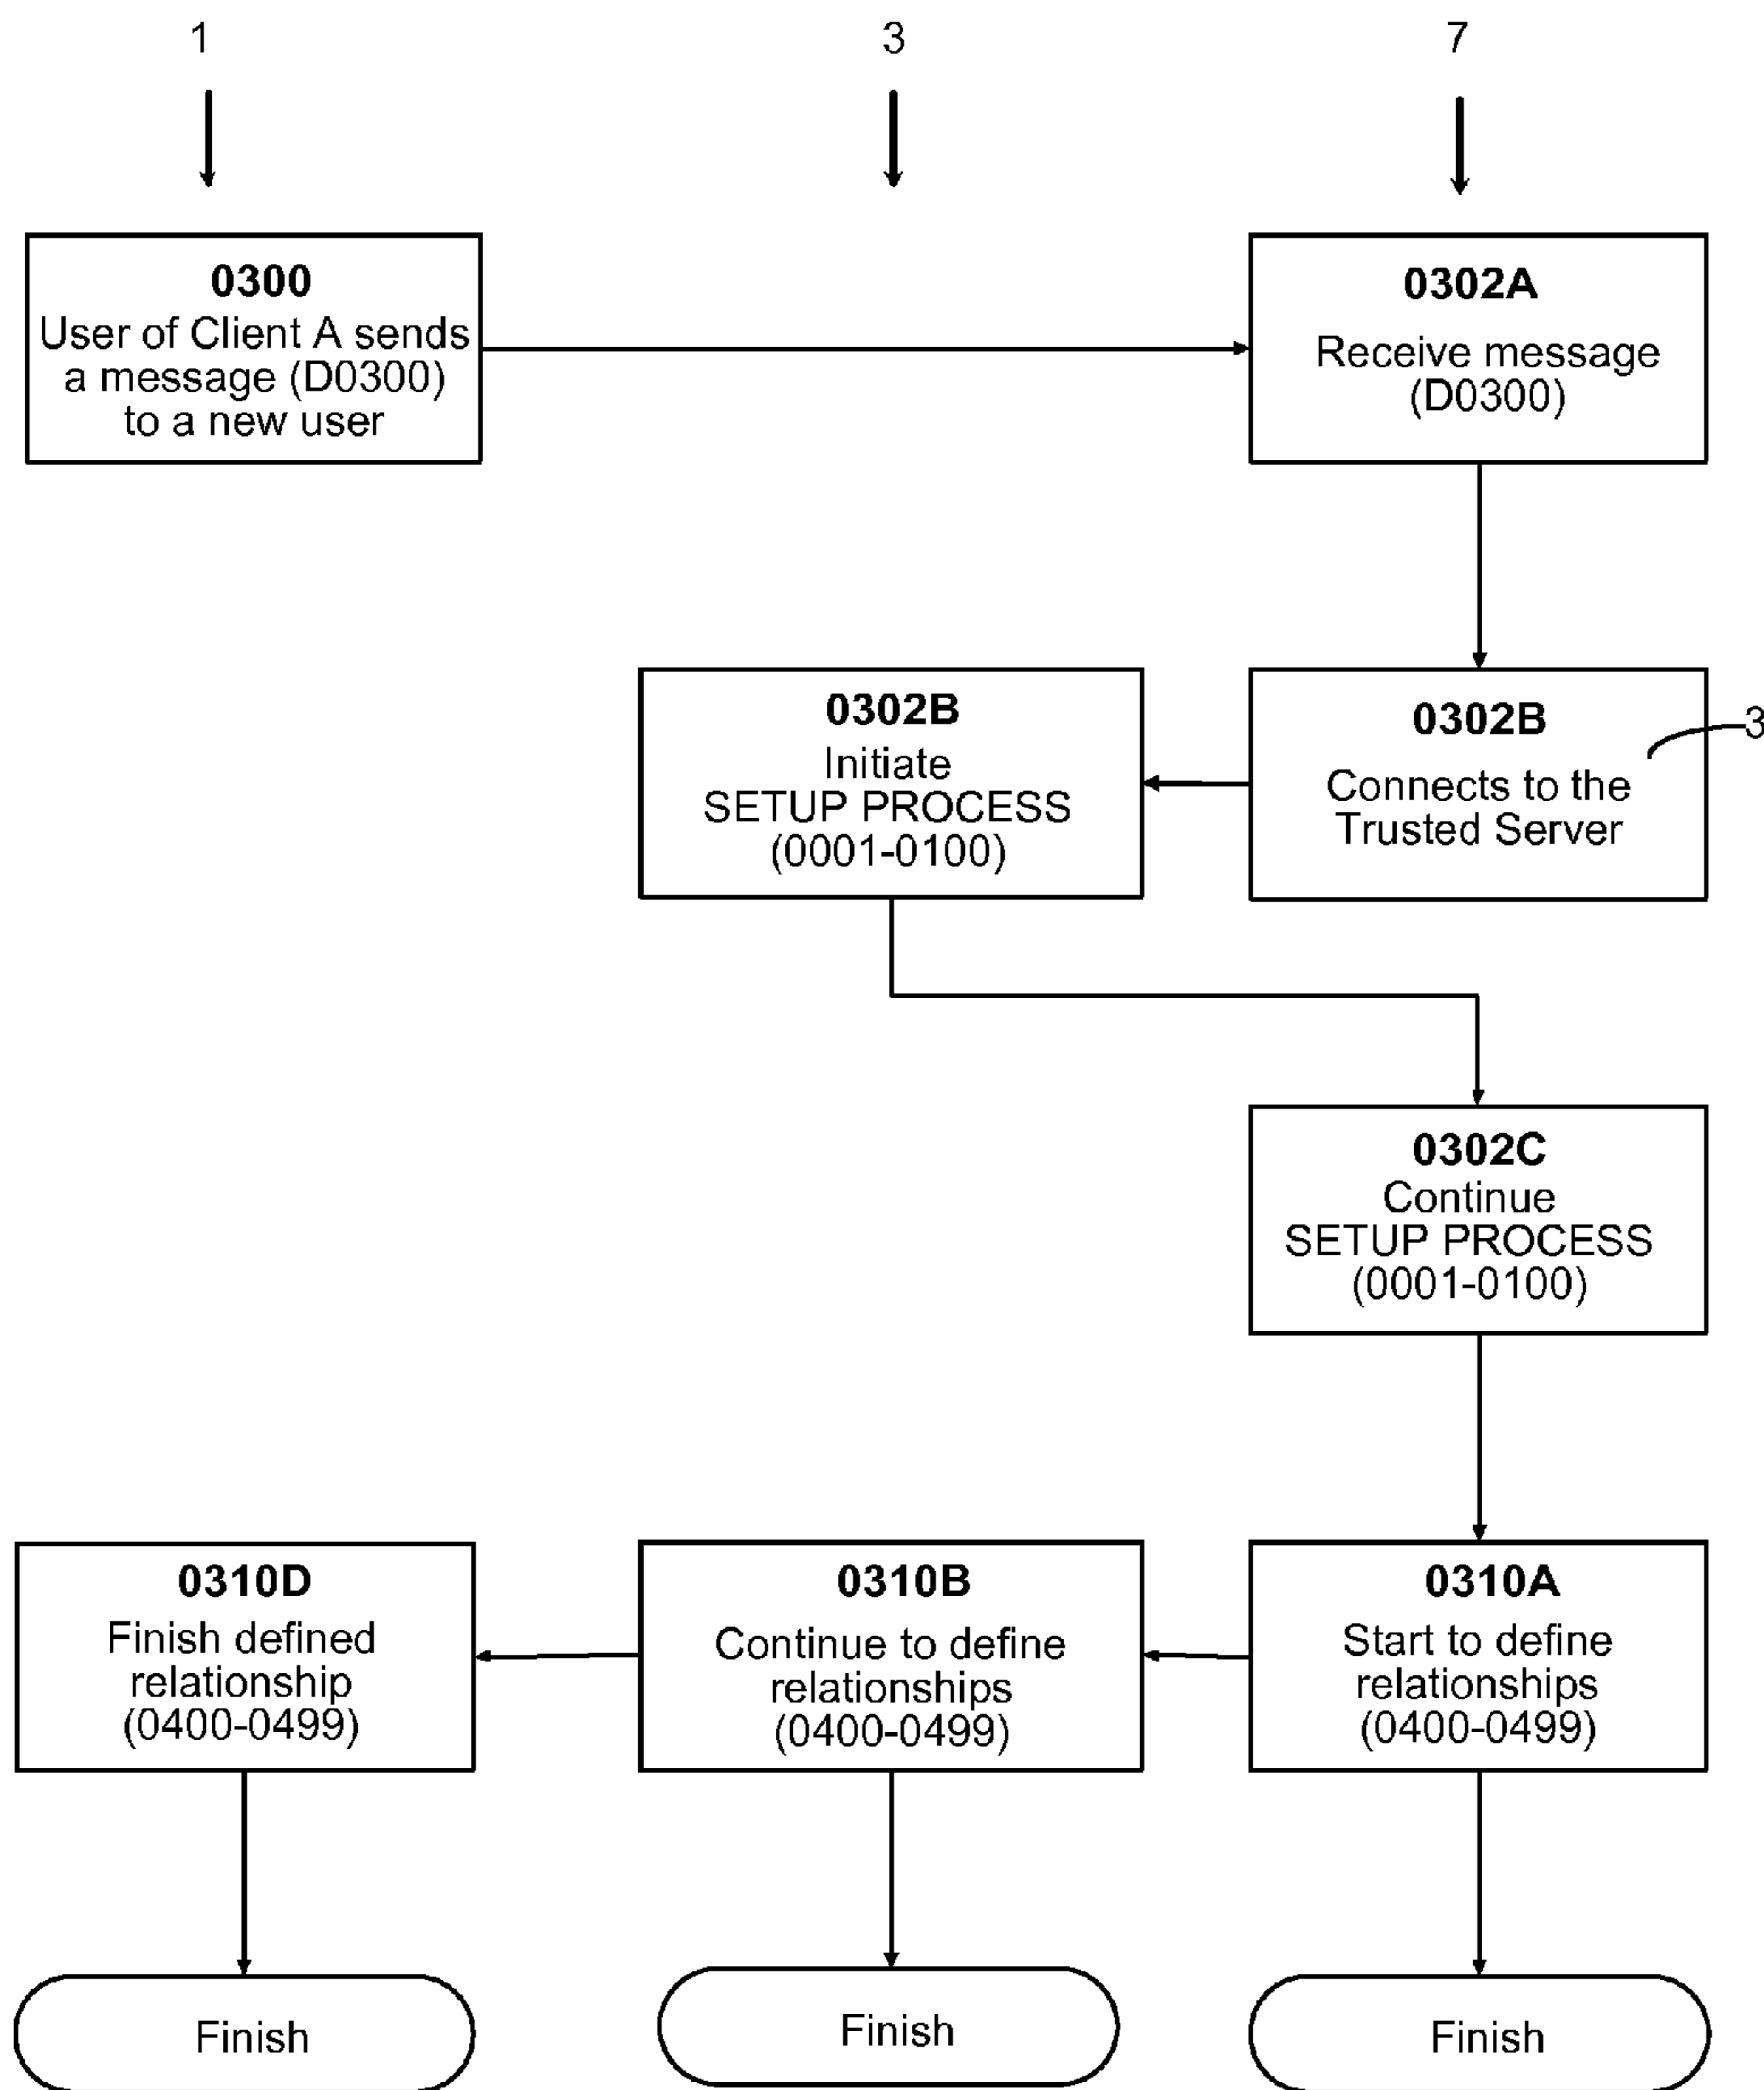 1
3
7
0300
User of Client A sends
a message (D0300)
to a new user
0302A
Receive message
(D0300)
0302B
Initiate
SETUP PROCESS
(0001-0100)
0302B
Connects to the
Trusted Server
3
0302C
Continue
SETUP PROCESS
(0001-0100)
0310D
Finish defined
relationship
(0400-0499)
0310B
Continue to define
relationships
(0400-0499)
0310A
Start to define
relationships
(0400-0499)
Finish
Finish
Finish